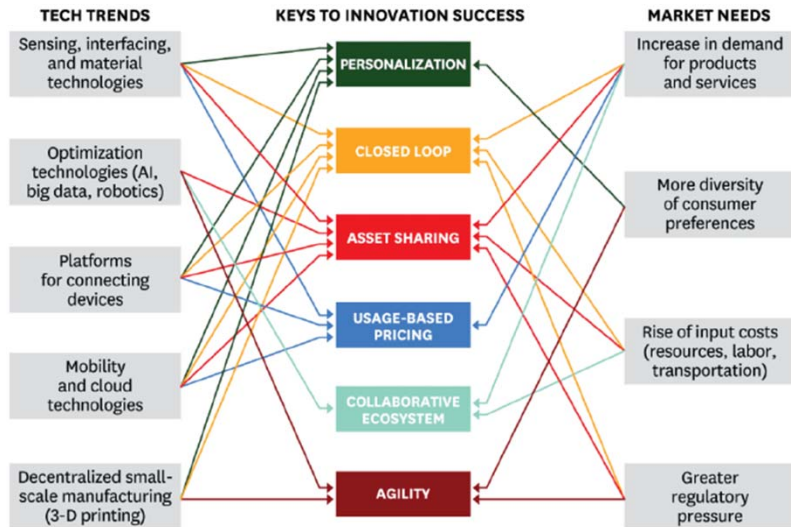 TECH TRENDS
KEYS TO INNOVATION SUCCESS
MARKET NEEDS
Sensing, interfacing,
and material
technologies
Optimization
technologies (AI,
big data, robotics)
Platforms
for connecting
devices
Mobility
and cloud
technologies
Decentralized small-
scale manufacturing
(3-D printing)
PERSONALIZATION
CLOSED LOOP
ASSET SHARING
USAGE-BASED
PRICING
COLLABORATIVE
ECOSYSTEM
AGILITY
Increase in demand
for products
and services
More diversity
of consumer
preferences
Rise of input costs
(resources, labor,
transportation)
Greater
regulatory
pressure